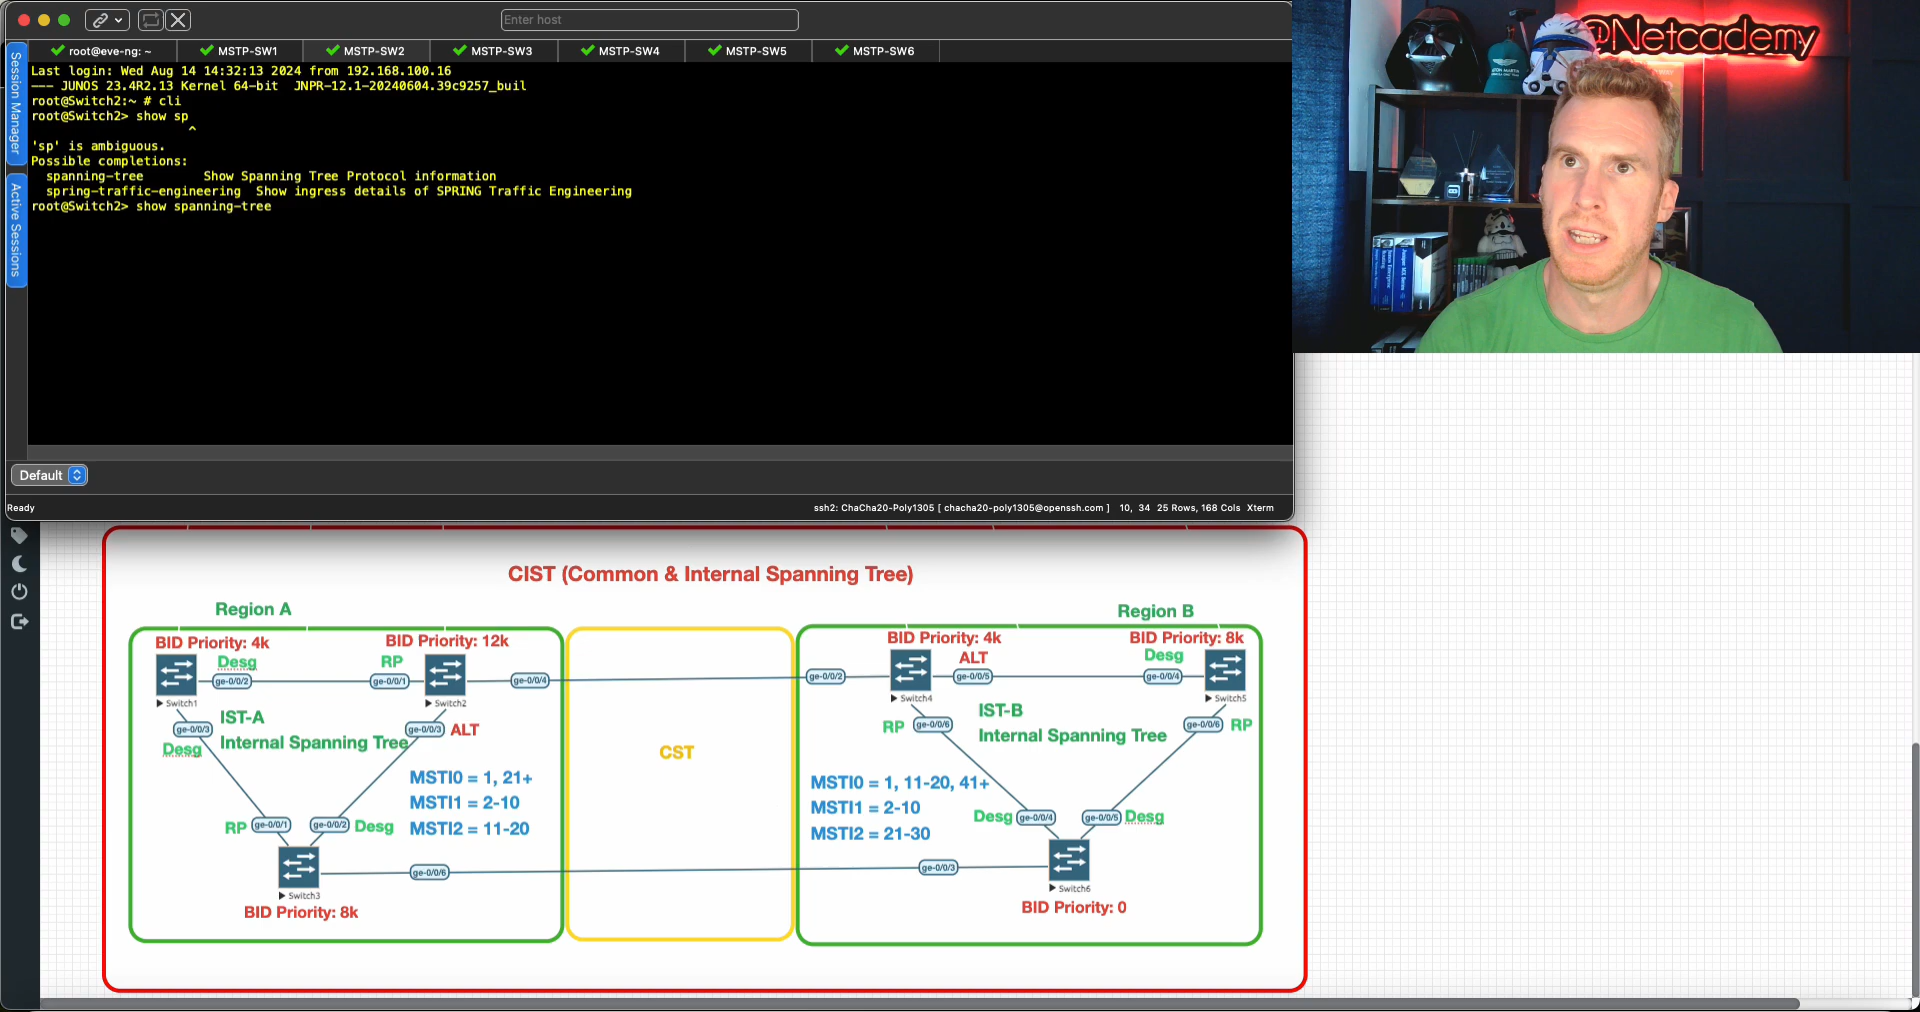 Enter host
root@eve-ng: ~
MSTP-SW1
MSTP-SW2
MSTP-SW3
MSTP-SW4
MSTP-SW5
MSTP-SW6
Session Manager
Active Sessions
Last login: Wed Aug 14 14:32:13 2024 from 192.168.100.16
--- JUNOS 23.4R2.13 Kernel 64-bit  JNPR-12.1-20240604.39c9257_buil
root@Switch2:~ # cli
root@Switch2> show sp
^
'sp' is ambiguous.
Possible completions:
spanning-tree        Show Spanning Tree Protocol information
spring-traffic-engineering  Show ingress details of SPRING Traffic Engineering
root@Switch2> show spanning-tree
Default
Ready
ssh2: ChaCha20-Poly1305 [ chacha20-poly1305@openssh.com ]
10, 34
25 Rows, 168 Cols
Xterm
@Netcademy
ASTON MARTIN
CIST (Common & Internal Spanning Tree)
Region A
Region B
BID Priority: 4k
BID Priority: 12k
BID Priority: 4k
BID Priority: 8k
Desg
RP
ALT
Desg
ge-0/0/2
ge-0/0/1
ge-0/0/4
ge-0/0/2
ge-0/0/5
ge-0/0/4
Switch1
Switch2
Switch4
Switch5
IST-A
Internal Spanning Tree
ge-0/0/3
Desg
ge-0/0/3
ALT
IST-B
Internal Spanning Tree
RP
ge-0/0/6
ge-0/0/6
RP
CST
MSTI0 = 1, 21+
MSTI1 = 2-10
MSTI2 = 11-20
MSTI0 = 1, 11-20, 41+
MSTI1 = 2-10
MSTI2 = 21-30
RP
ge-0/0/1
ge-0/0/2
Desg
Desg
ge-0/0/4
ge-0/0/5
Desg
ge-0/0/6
ge-0/0/3
Switch3
Switch6
BID Priority: 8k
BID Priority: 0